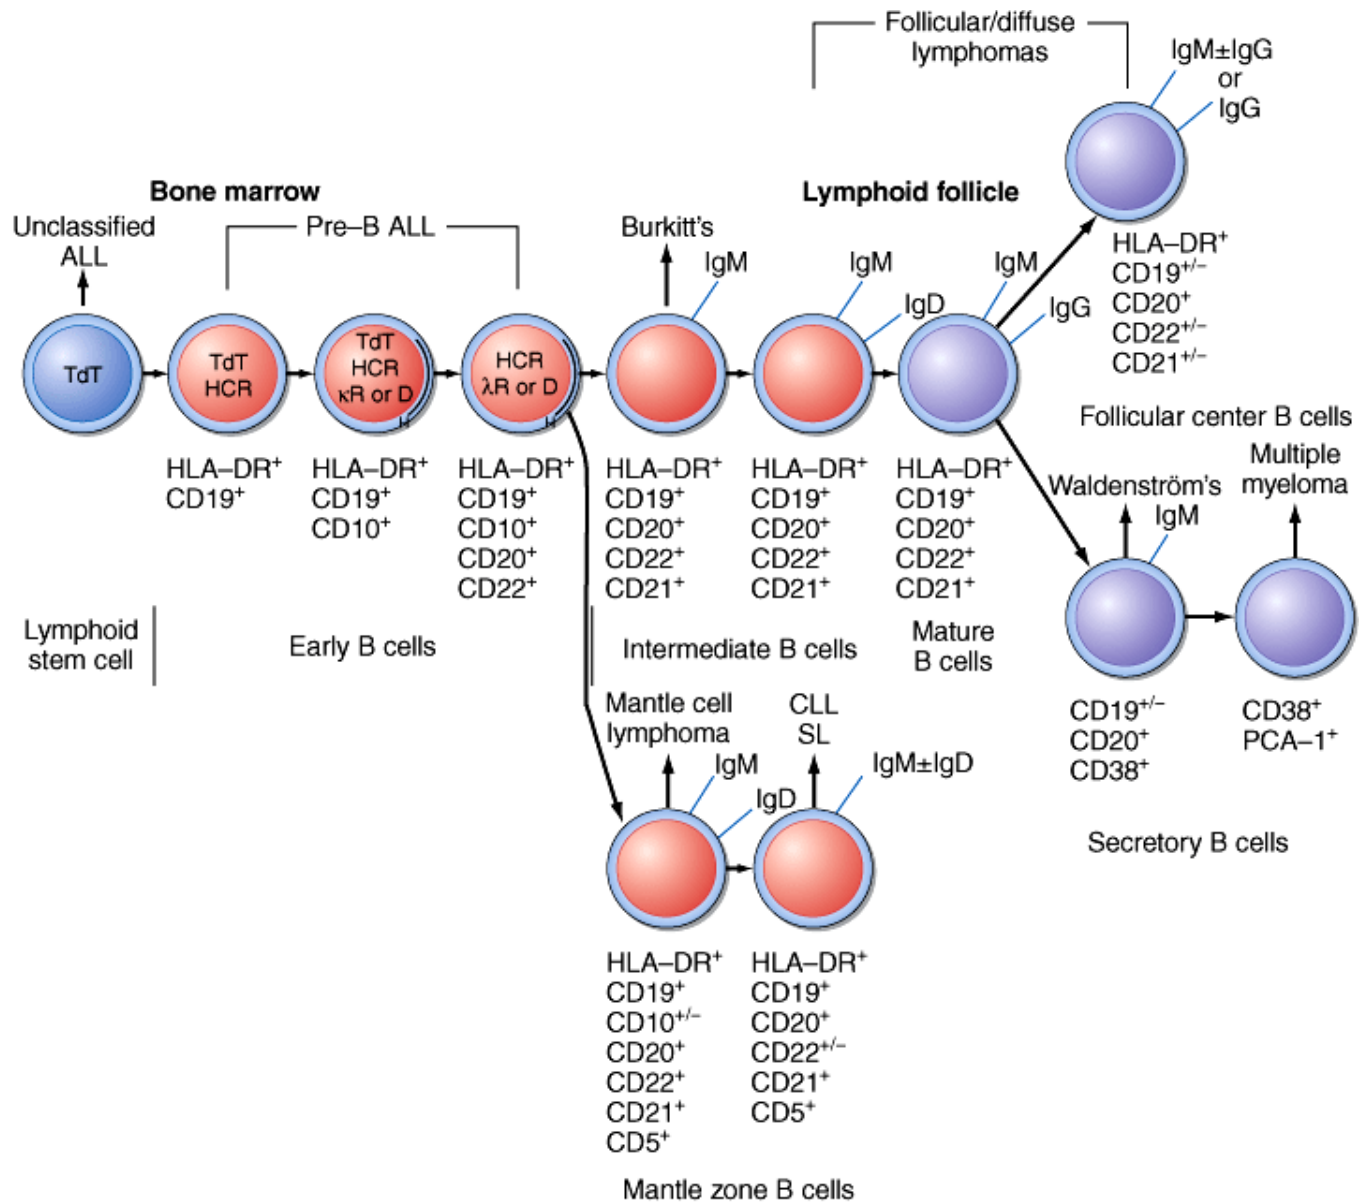 Follicular/diffuse
lymphomas
IgM±IgG
or
IgG
Bone marrow
Lymphoid follicle
Unclassified
ALL
Pre–B ALL
Burkitt's
IgM
IgM
IgD
IgM
IgG
TdT
TdT
HCR
TdT
HCR
κR or D
HCR
λR or D
HLA–DR⁺
CD19⁺/⁻
CD20⁺
CD22⁺/⁻
CD21⁺/⁻
Follicular center B cells
HLA–DR⁺
CD19⁺
HLA–DR⁺
CD19⁺
CD10⁺
HLA–DR⁺
CD19⁺
CD10⁺
CD20⁺
CD22⁺
HLA–DR⁺
CD19⁺
CD20⁺
CD22⁺
CD21⁺
HLA–DR⁺
CD19⁺
CD20⁺
CD22⁺
CD21⁺
HLA–DR⁺
CD19⁺
CD20⁺
CD22⁺
CD21⁺
Waldenström's
IgM
Multiple
myeloma
Lymphoid
stem cell
Early B cells
Intermediate B cells
Mature
B cells
CD19⁺/⁻
CD20⁺
CD38⁺
CD38⁺
PCA–1⁺
Secretory B cells
Mantle cell
lymphoma
IgM
IgD
CLL
SL
IgM±IgD
HLA–DR⁺
CD19⁺
CD10⁺/⁻
CD20⁺
CD22⁺
CD21⁺
CD5⁺
HLA–DR⁺
CD19⁺
CD20⁺
CD22⁺/⁻
CD21⁺
CD5⁺
Mantle zone B cells